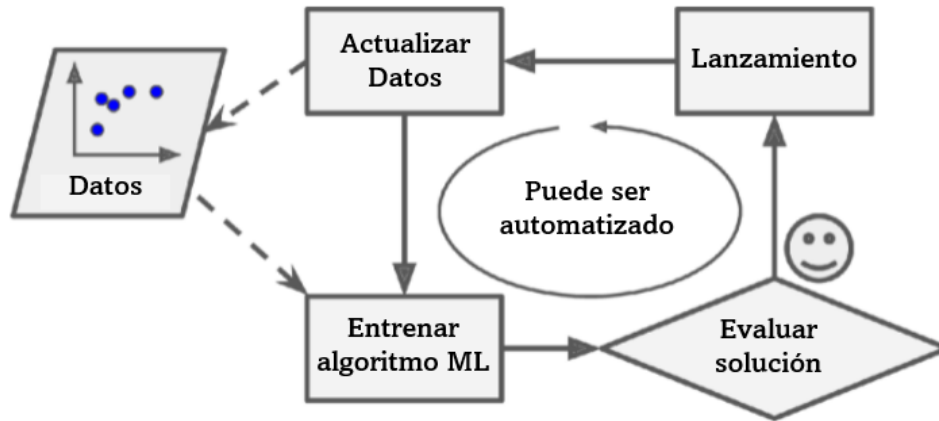 Actualizar
Datos
Lanzamiento
Datos
Puede ser
automatizado
Entrenar
algoritmo ML
Evaluar
solución